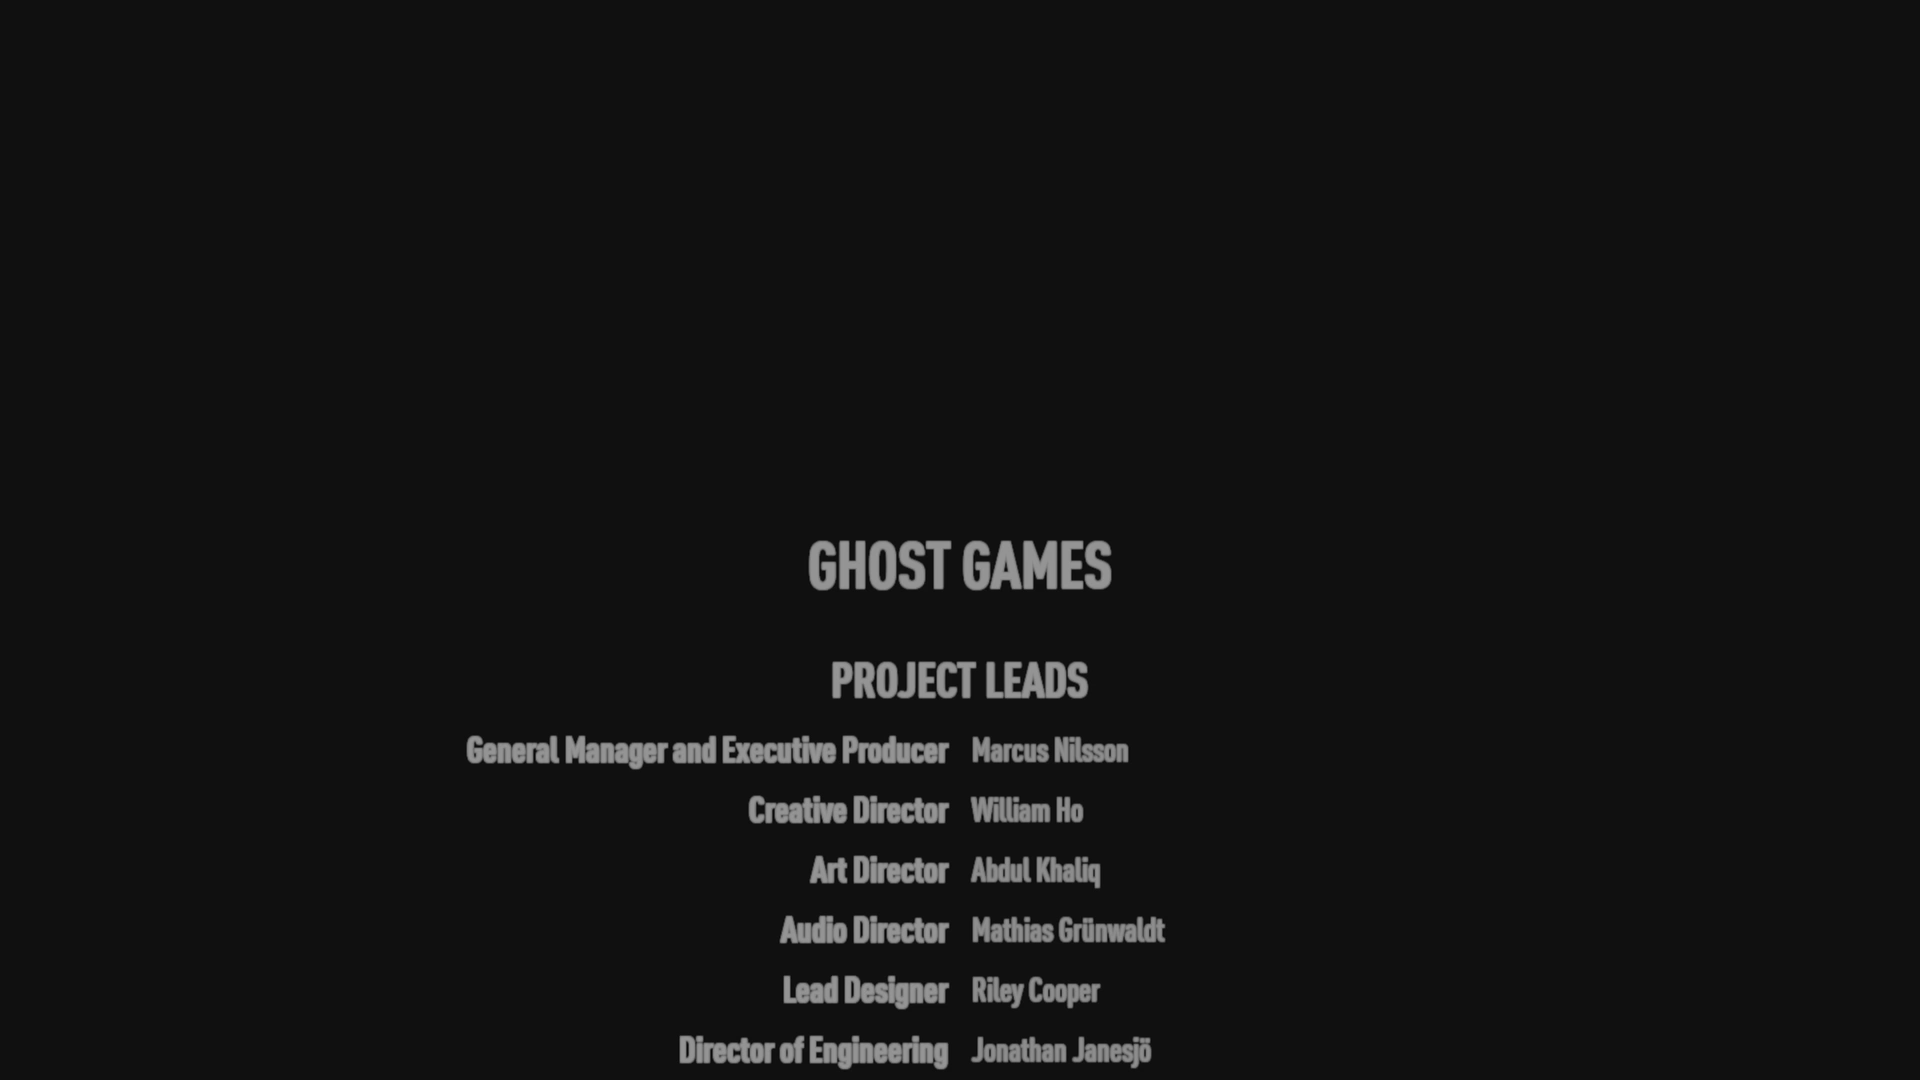 GHOST GAMES
PROJECT LEADS
General Manager and Executive Producer Marcus Nilsson
Creative Director William Ho
Art Director Abdul Khaliq
Audio Director Mathias Grünwaldt
Lead Designer Riley Cooper
Director of Engineering Jonathan Janesjö